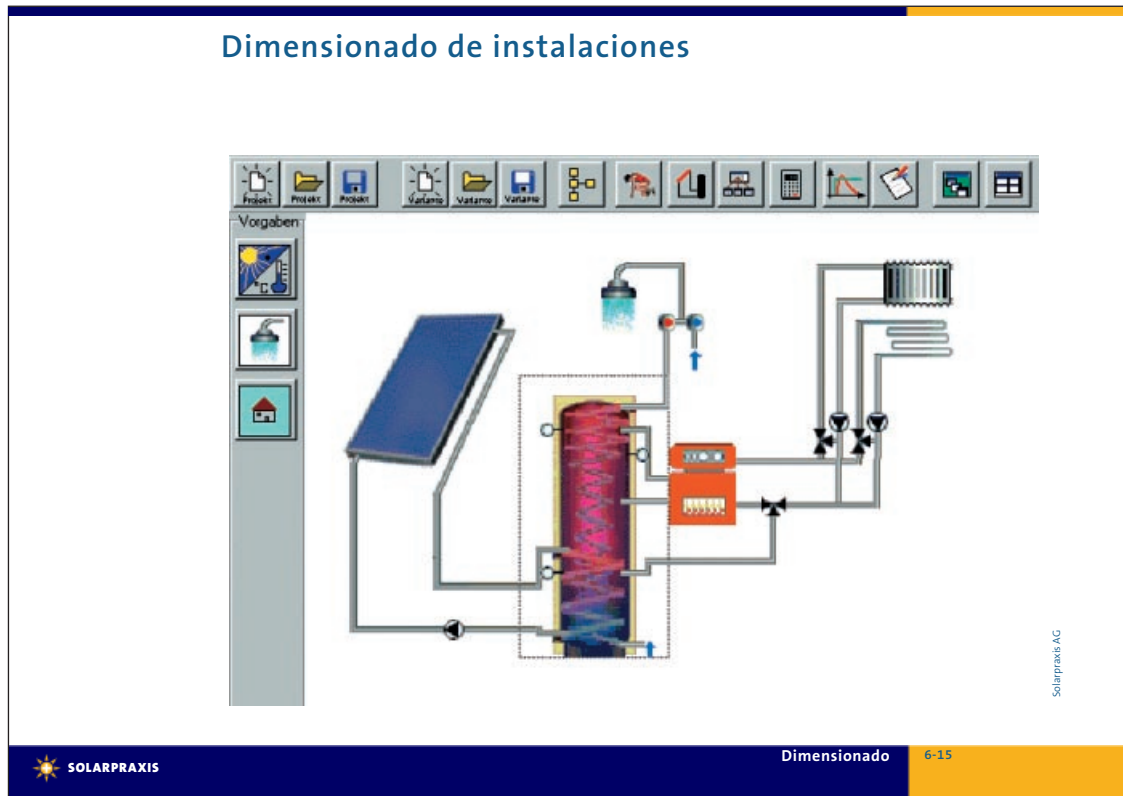 Dimensionado de instalaciones
Projekt Projekt Projekt Variante Variante Variante
Vorgaben
°C
Solarpraxis AG
SOLARPRAXIS
Dimensionado 6-15